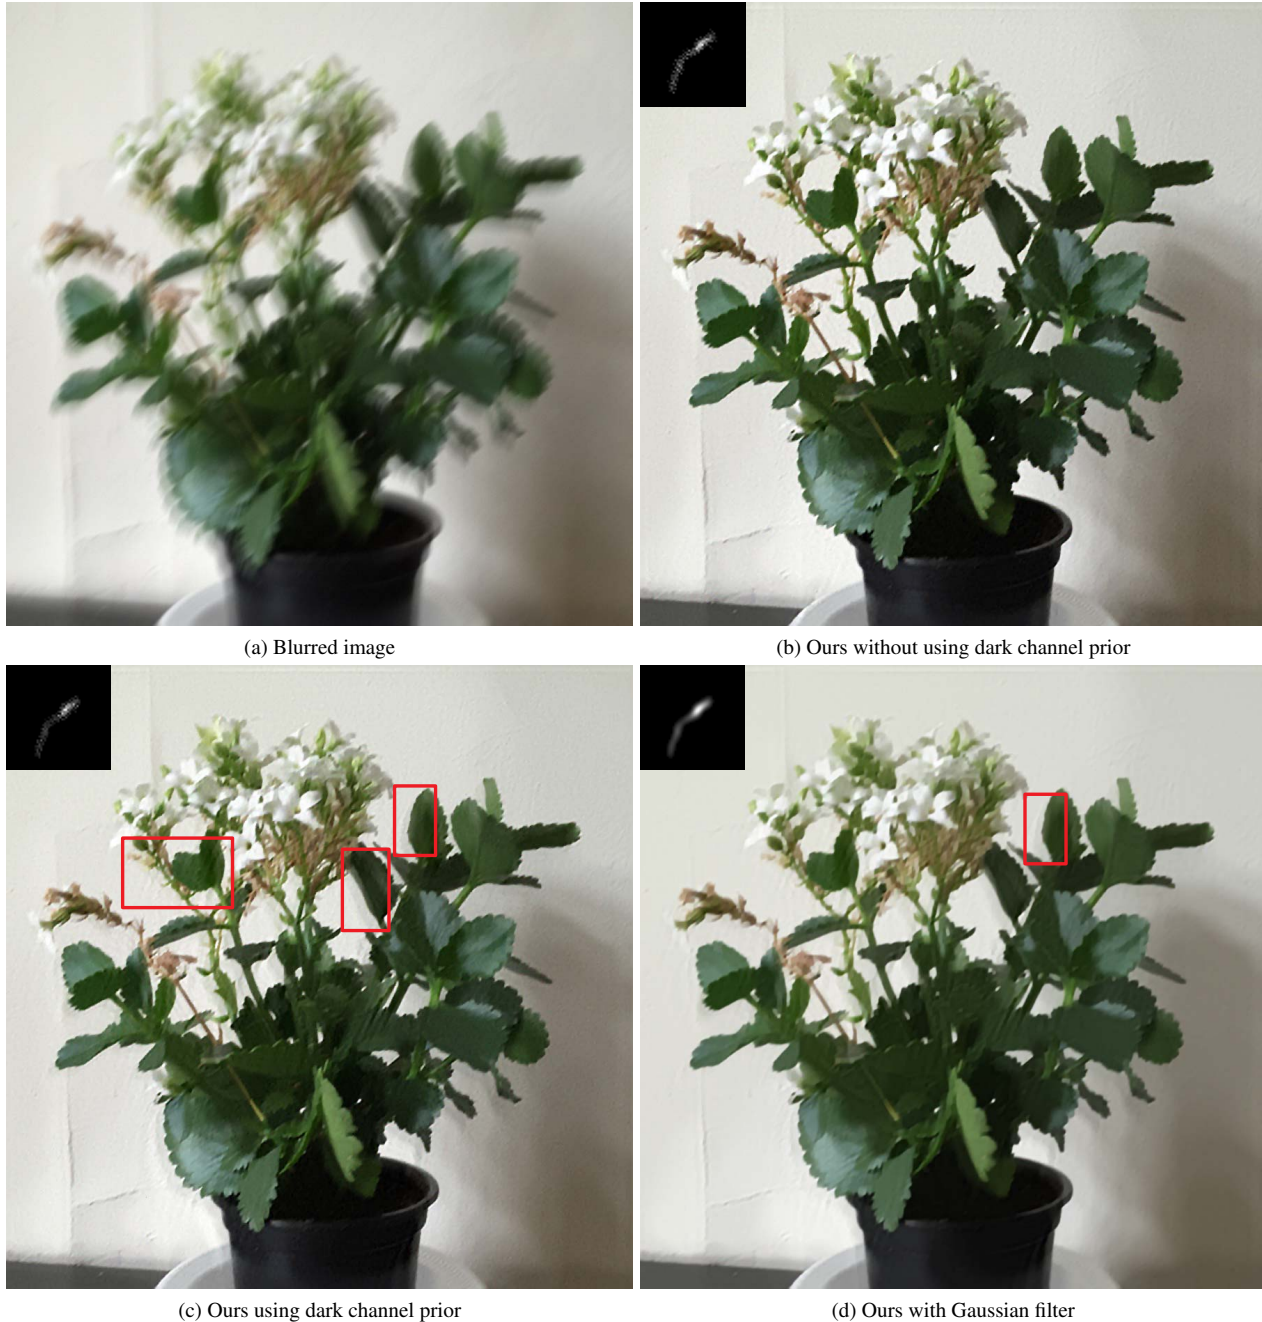 (a) Blurred image
(b) Ours without using dark channel prior
(c) Ours using dark channel prior
(d) Ours with Gaussian filter